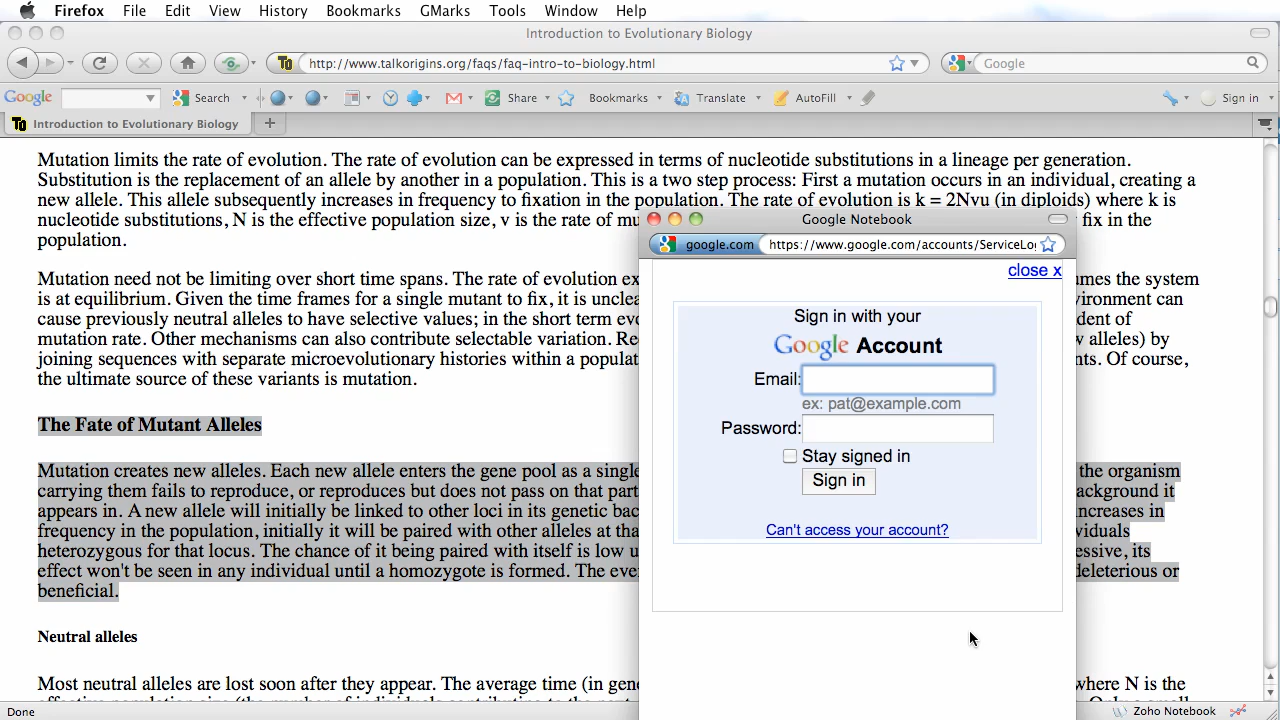 Firefox File Edit View History Bookmarks GMarks Tools Window Help
Introduction to Evolutionary Biology
http://www.talkorigins.org/faqs/faq-intro-to-biology.html
Google
Google Search Share Bookmarks Translate AutoFill Sign in
Introduction to Evolutionary Biology
Mutation limits the rate of evolution. The rate of evolution can be expressed in terms of nucleotide substitutions in a lineage per generation.
Substitution is the replacement of an allele by another in a population. This is a two step process: First a mutation occurs in an individual, creating a
new allele. This allele subsequently increases in frequency to fixation in the population. The rate of evolution is k = 2Nvu (in diploids) where k is
nucleotide substitutions, N is the effective population size, v is the rate of mu fix in the
population.
Mutation need not be limiting over short time spans. The rate of evolution ex umes the system
is at equilibrium. Given the time frames for a single mutant to fix, it is unclea vironment can
cause previously neutral alleles to have selective values; in the short term evo dent of
mutation rate. Other mechanisms can also contribute selectable variation. Re w alleles) by
joining sequences with separate microevolutionary histories within a populat nts. Of course,
the ultimate source of these variants is mutation.
The Fate of Mutant Alleles
Mutation creates new alleles. Each new allele enters the gene pool as a single the organism
carrying them fails to reproduce, or reproduces but does not pass on that part ackground it
appears in. A new allele will initially be linked to other loci in its genetic bac increases in
frequency in the population, initially it will be paired with other alleles at tha viduals
heterozygous for that locus. The chance of it being paired with itself is low u essive, its
effect won't be seen in any individual until a homozygote is formed. The eve deleterious or
beneficial.
Neutral alleles
Most neutral alleles are lost soon after they appear. The average time (in gene where N is the
Google Notebook
google.com https://www.google.com/accounts/ServiceLo
close x
Sign in with your
Google Account
Email:
ex: pat@example.com
Password:
Stay signed in
Sign in
Can't access your account?
Done
Zoho Notebook